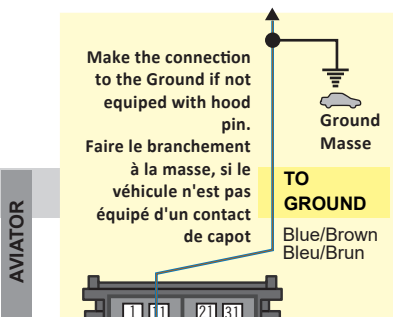 Make the connection
to the Ground if not
equiped with hood
pin.
Faire le branchement
à la masse, si le
véhicule n'est pas
équipé d'un contact
de capot
Ground
Masse
TO
GROUND
Blue/Brown
Bleu/Brun
AVIATOR
1 11 21 31